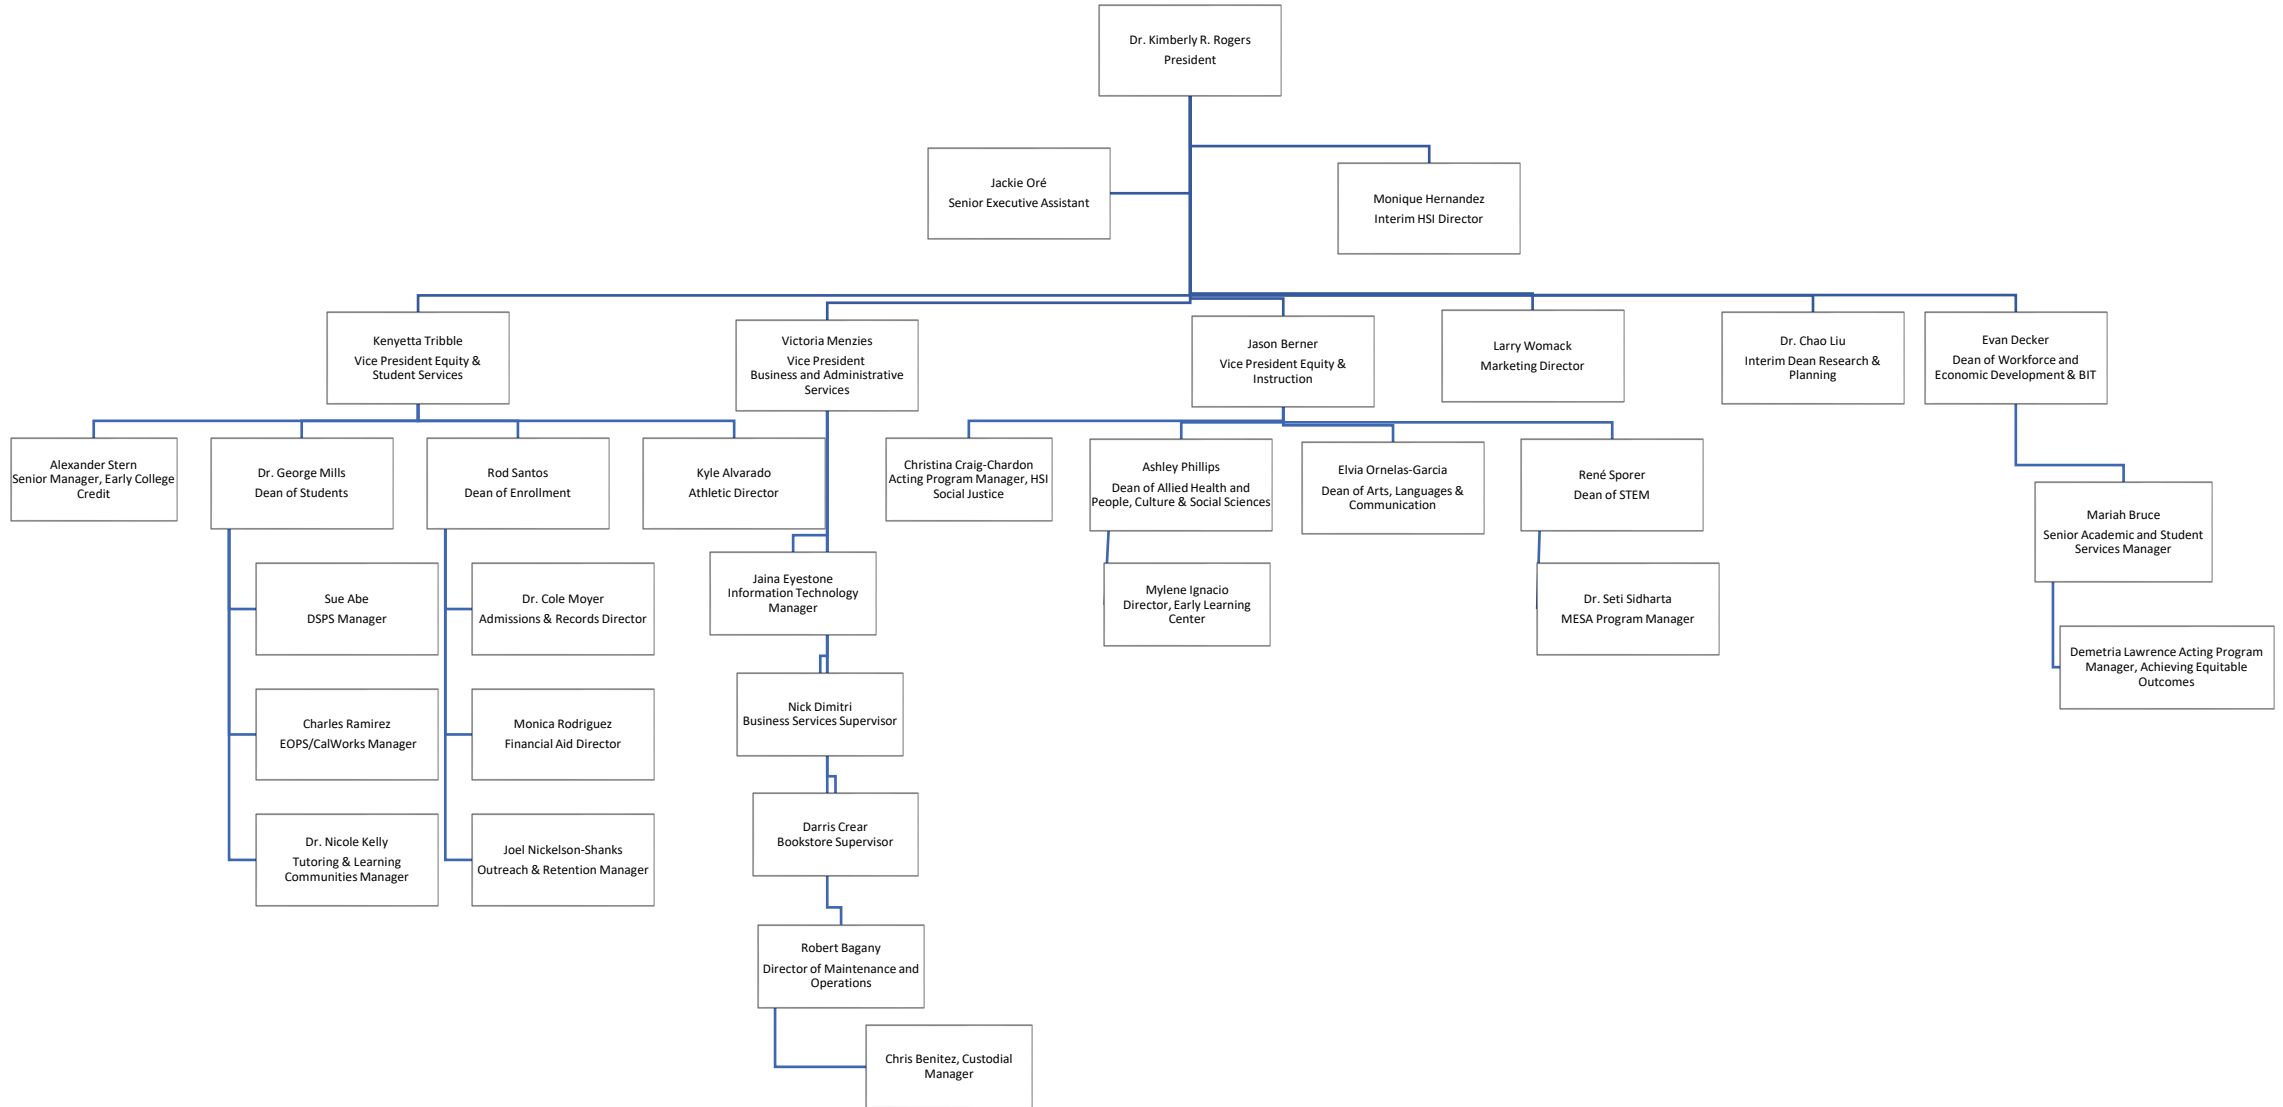 Dr. Kimberly R. Rogers
President
Jackie Oré
Senior Executive Assistant
Monique Hernandez
Interim HSI Director
Kenyetta Tribble
Vice President Equity &
Student Services
Victoria Menzies
Vice President
Business and Administrative
Services
Jason Berner
Vice President Equity &
Instruction
Larry Womack
Marketing Director
Dr. Chao Liu
Interim Dean Research &
Planning
Evan Decker
Dean of Workforce and
Economic Development & BIT
Alexander Stern
Senior Manager, Early College
Credit
Dr. George Mills
Dean of Students
Rod Santos
Dean of Enrollment
Kyle Alvarado
Athletic Director
Christina Craig-Chardon
Acting Program Manager, HSI
Social Justice
Ashley Phillips
Dean of Allied Health and
People, Culture & Social Sciences
Elvia Ornelas-Garcia
Dean of Arts, Languages &
Communication
René Sporer
Dean of STEM
Mariah Bruce
Senior Academic and Student
Services Manager
Sue Abe
DSPS Manager
Dr. Cole Moyer
Admissions & Records Director
Jaina Eyestone
Information Technology
Manager
Mylene Ignacio
Director, Early Learning
Center
Dr. Seti Sidharta
MESA Program Manager
Demetria Lawrence Acting Program
Manager, Achieving Equitable
Outcomes
Charles Ramirez
EOPS/CalWorks Manager
Monica Rodriguez
Financial Aid Director
Nick Dimitri
Business Services Supervisor
Dr. Nicole Kelly
Tutoring & Learning
Communities Manager
Joel Nickelson-Shanks
Outreach & Retention Manager
Darris Crear
Bookstore Supervisor
Robert Bagany
Director of Maintenance and
Operations
Chris Benitez, Custodial
Manager